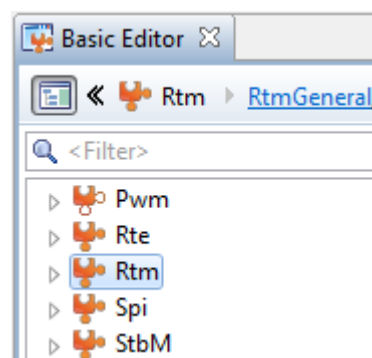 Basic Editor
Rtm RtmGeneral
<Filter>
Pwm
Rte
Rtm
Spi
StbM